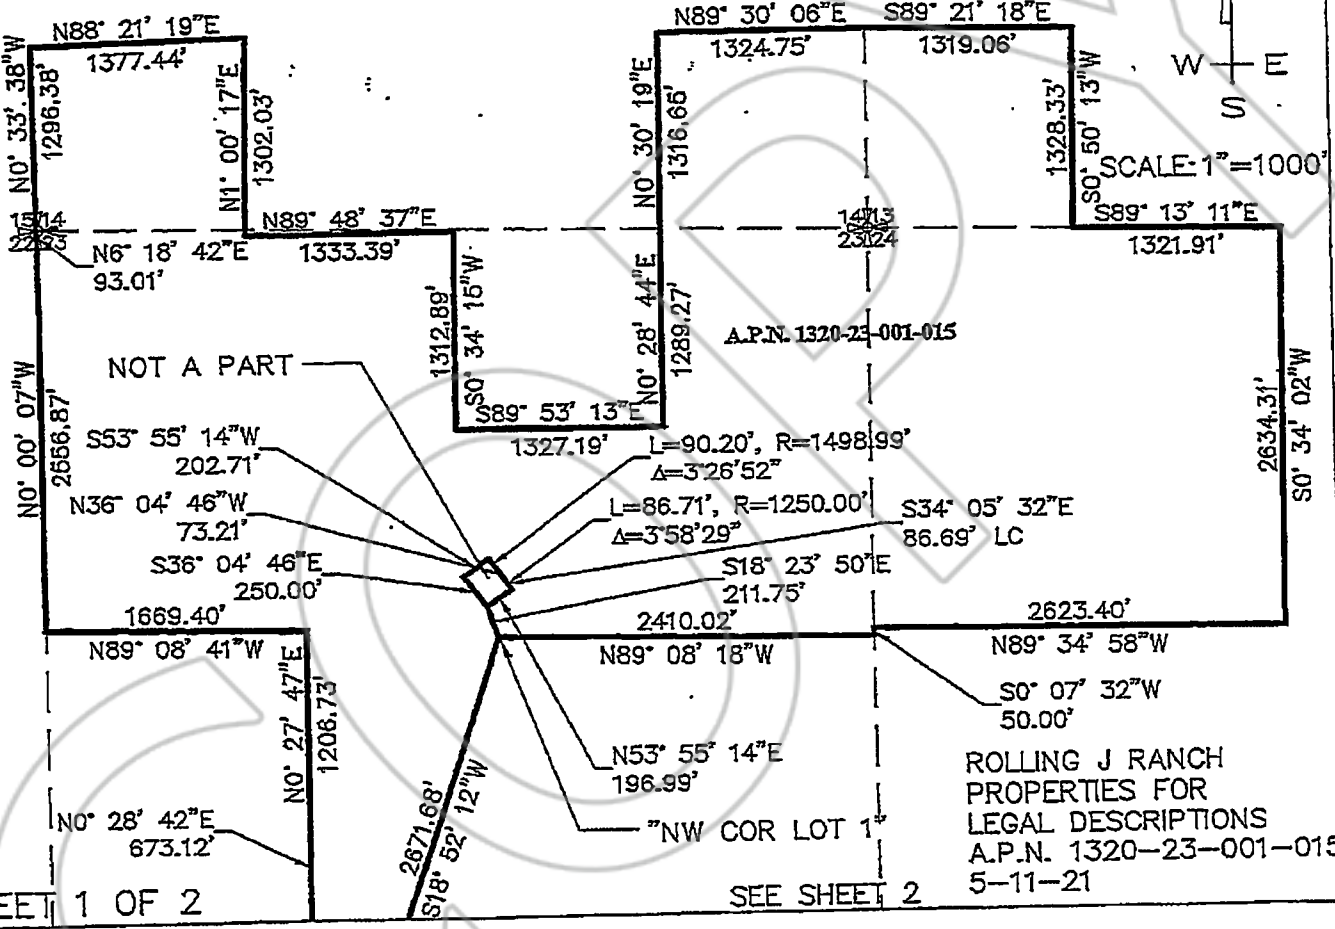 N88° 21' 19"E
1377.44'
N0° 33' 38"W
1296.38'
N1° 00' 17"E
1302.03'
N89° 30' 06"E
1324.75'
S89° 21' 18"E
1319.06'
N0° 30' 19"E
1316.66'
1328.33'
S0° 50' 13"W
W E
S
SCALE: 1"=1000'
15 14
22 23
N6° 18' 42"E
93.01'
N89° 48' 37"E
1333.39'
14 13
23 24
S89° 13' 11"E
1321.91'
1312.89'
S0° 34' 15"W
N0° 28' 44"E
1289.27'
A.P.N. 1320-23-001-015
NOT A PART
S89° 53' 13"E
1327.19'
N0° 00' 07"W
2656.87'
2634.31'
S0° 34' 02"W
S53° 55' 14"W
202.71'
L=90.20', R=1498.99'
Δ=3°26'52"
N36° 04' 46"W
73.21'
L=86.71', R=1250.00'
Δ=3°58'29"
S34° 05' 32"E
86.69' LC
S36° 04' 46"E
250.00'
S18° 23' 50"E
211.75'
1669.40'
N89° 08' 41"W
2410.02'
N89° 08' 18"W
2623.40'
N89° 34' 58"W
N0° 27' 47"E
1206.73'
S0° 07' 32"W
50.00'
N53° 55' 14"E
196.99'
N0° 28' 42"E
673.12'
2671.68'
S18° 52' 12"W
"NW COR LOT 1"
ROLLING J RANCH
PROPERTIES FOR
LEGAL DESCRIPTIONS
A.P.N. 1320-23-001-015
5-11-21
EET 1 OF 2
SEE SHEET 2
COPY